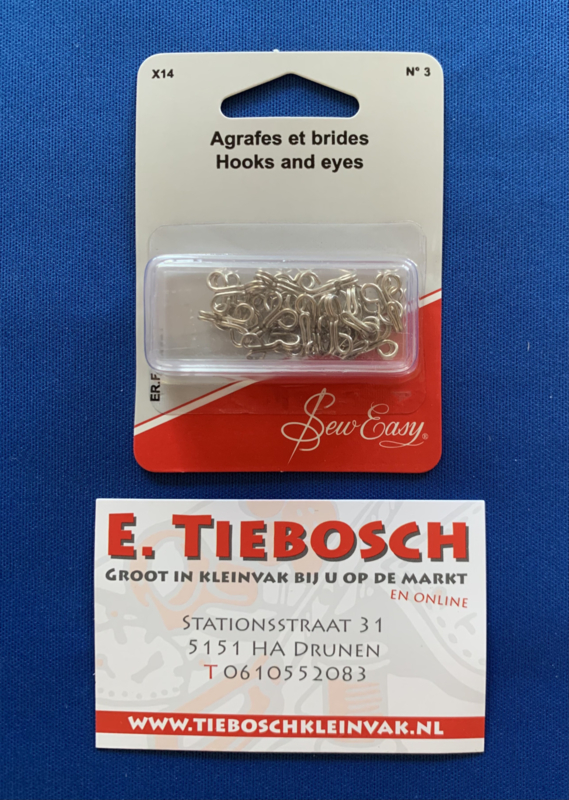 X14 N° 3
Agrafes et brides
Hooks and eyes
Sew Easy®
E. TIEBOSCH
GROOT IN KLEINVAK BIJ U OP DE MARKT
EN ONLINE
STATIONSSTRAAT 31
5151 HA DRUNEN
T 0610552083
WWW.TIEBOSCHKLEINVAK.NL